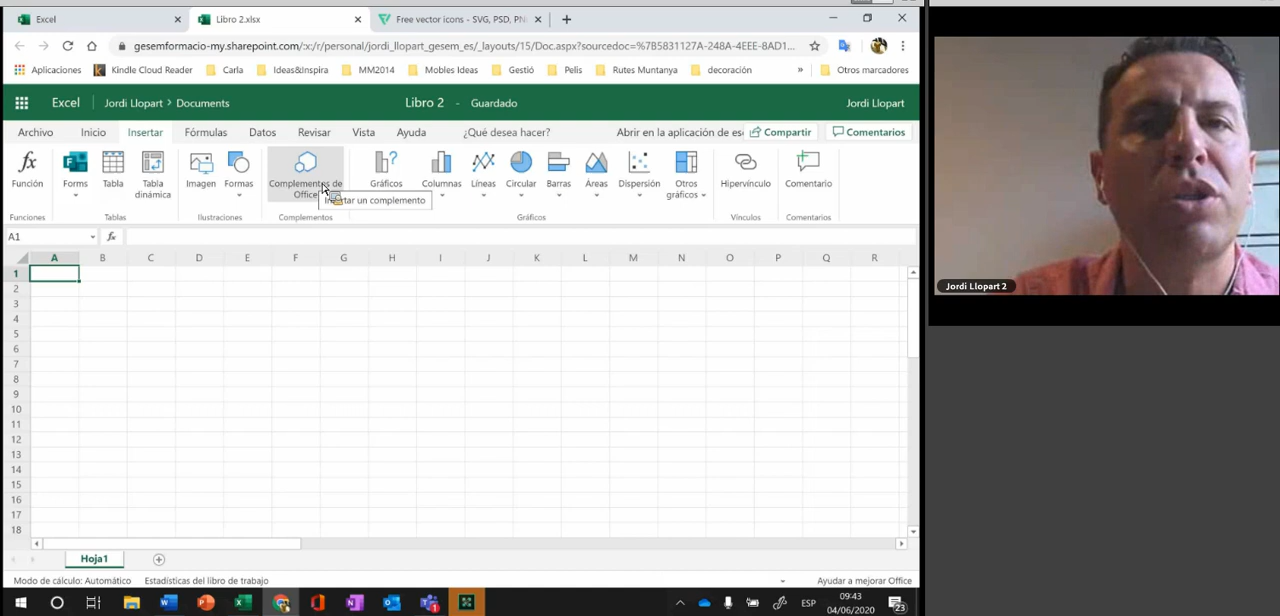 Excel
Libro 2.xlsx
Free vector icons - SVG, PSD, PN
gesemformacio-my.sharepoint.com/:x:/r/personal/jordi_llopart_gesem_es/_layouts/15/Doc.aspx?sourcedoc=%7B5831127A-248A-4EEE-8AD1...
Aplicaciones Kindle Cloud Reader Carla Ideas&Inspira MM2014 Mobles Ideas Gestió Pelis Rutes Muntanya decoración » Otros marcadores
Excel Jordi Llopart > Documents Libro 2 - Guardado Jordi Llopart
Archivo Inicio Insertar Fórmulas Datos Revisar Vista Ayuda ¿Qué desea hacer? Abrir en la aplicación de es Compartir Comentarios
Función Forms Tabla Tabla dinámica Imagen Formas Complementos de Office Gráficos Columnas Líneas Circular Barras Áreas Dispersión Otros gráficos Hipervínculo Comentario
Insertar un complemento
Funciones Tablas Ilustraciones Complementos Gráficos Vínculos Comentarios
A1 fx
A B C D E F G H I J K L M N O P Q R
1
2
3
4
5
6
7
8
9
10
11
12
13
14
15
16
17
18
Hoja1
Modo de cálculo: Automático Estadísticas del libro de trabajo Ayudar a mejorar Office
ESP
09:43
04/06/2020
23
Jordi Llopart 2